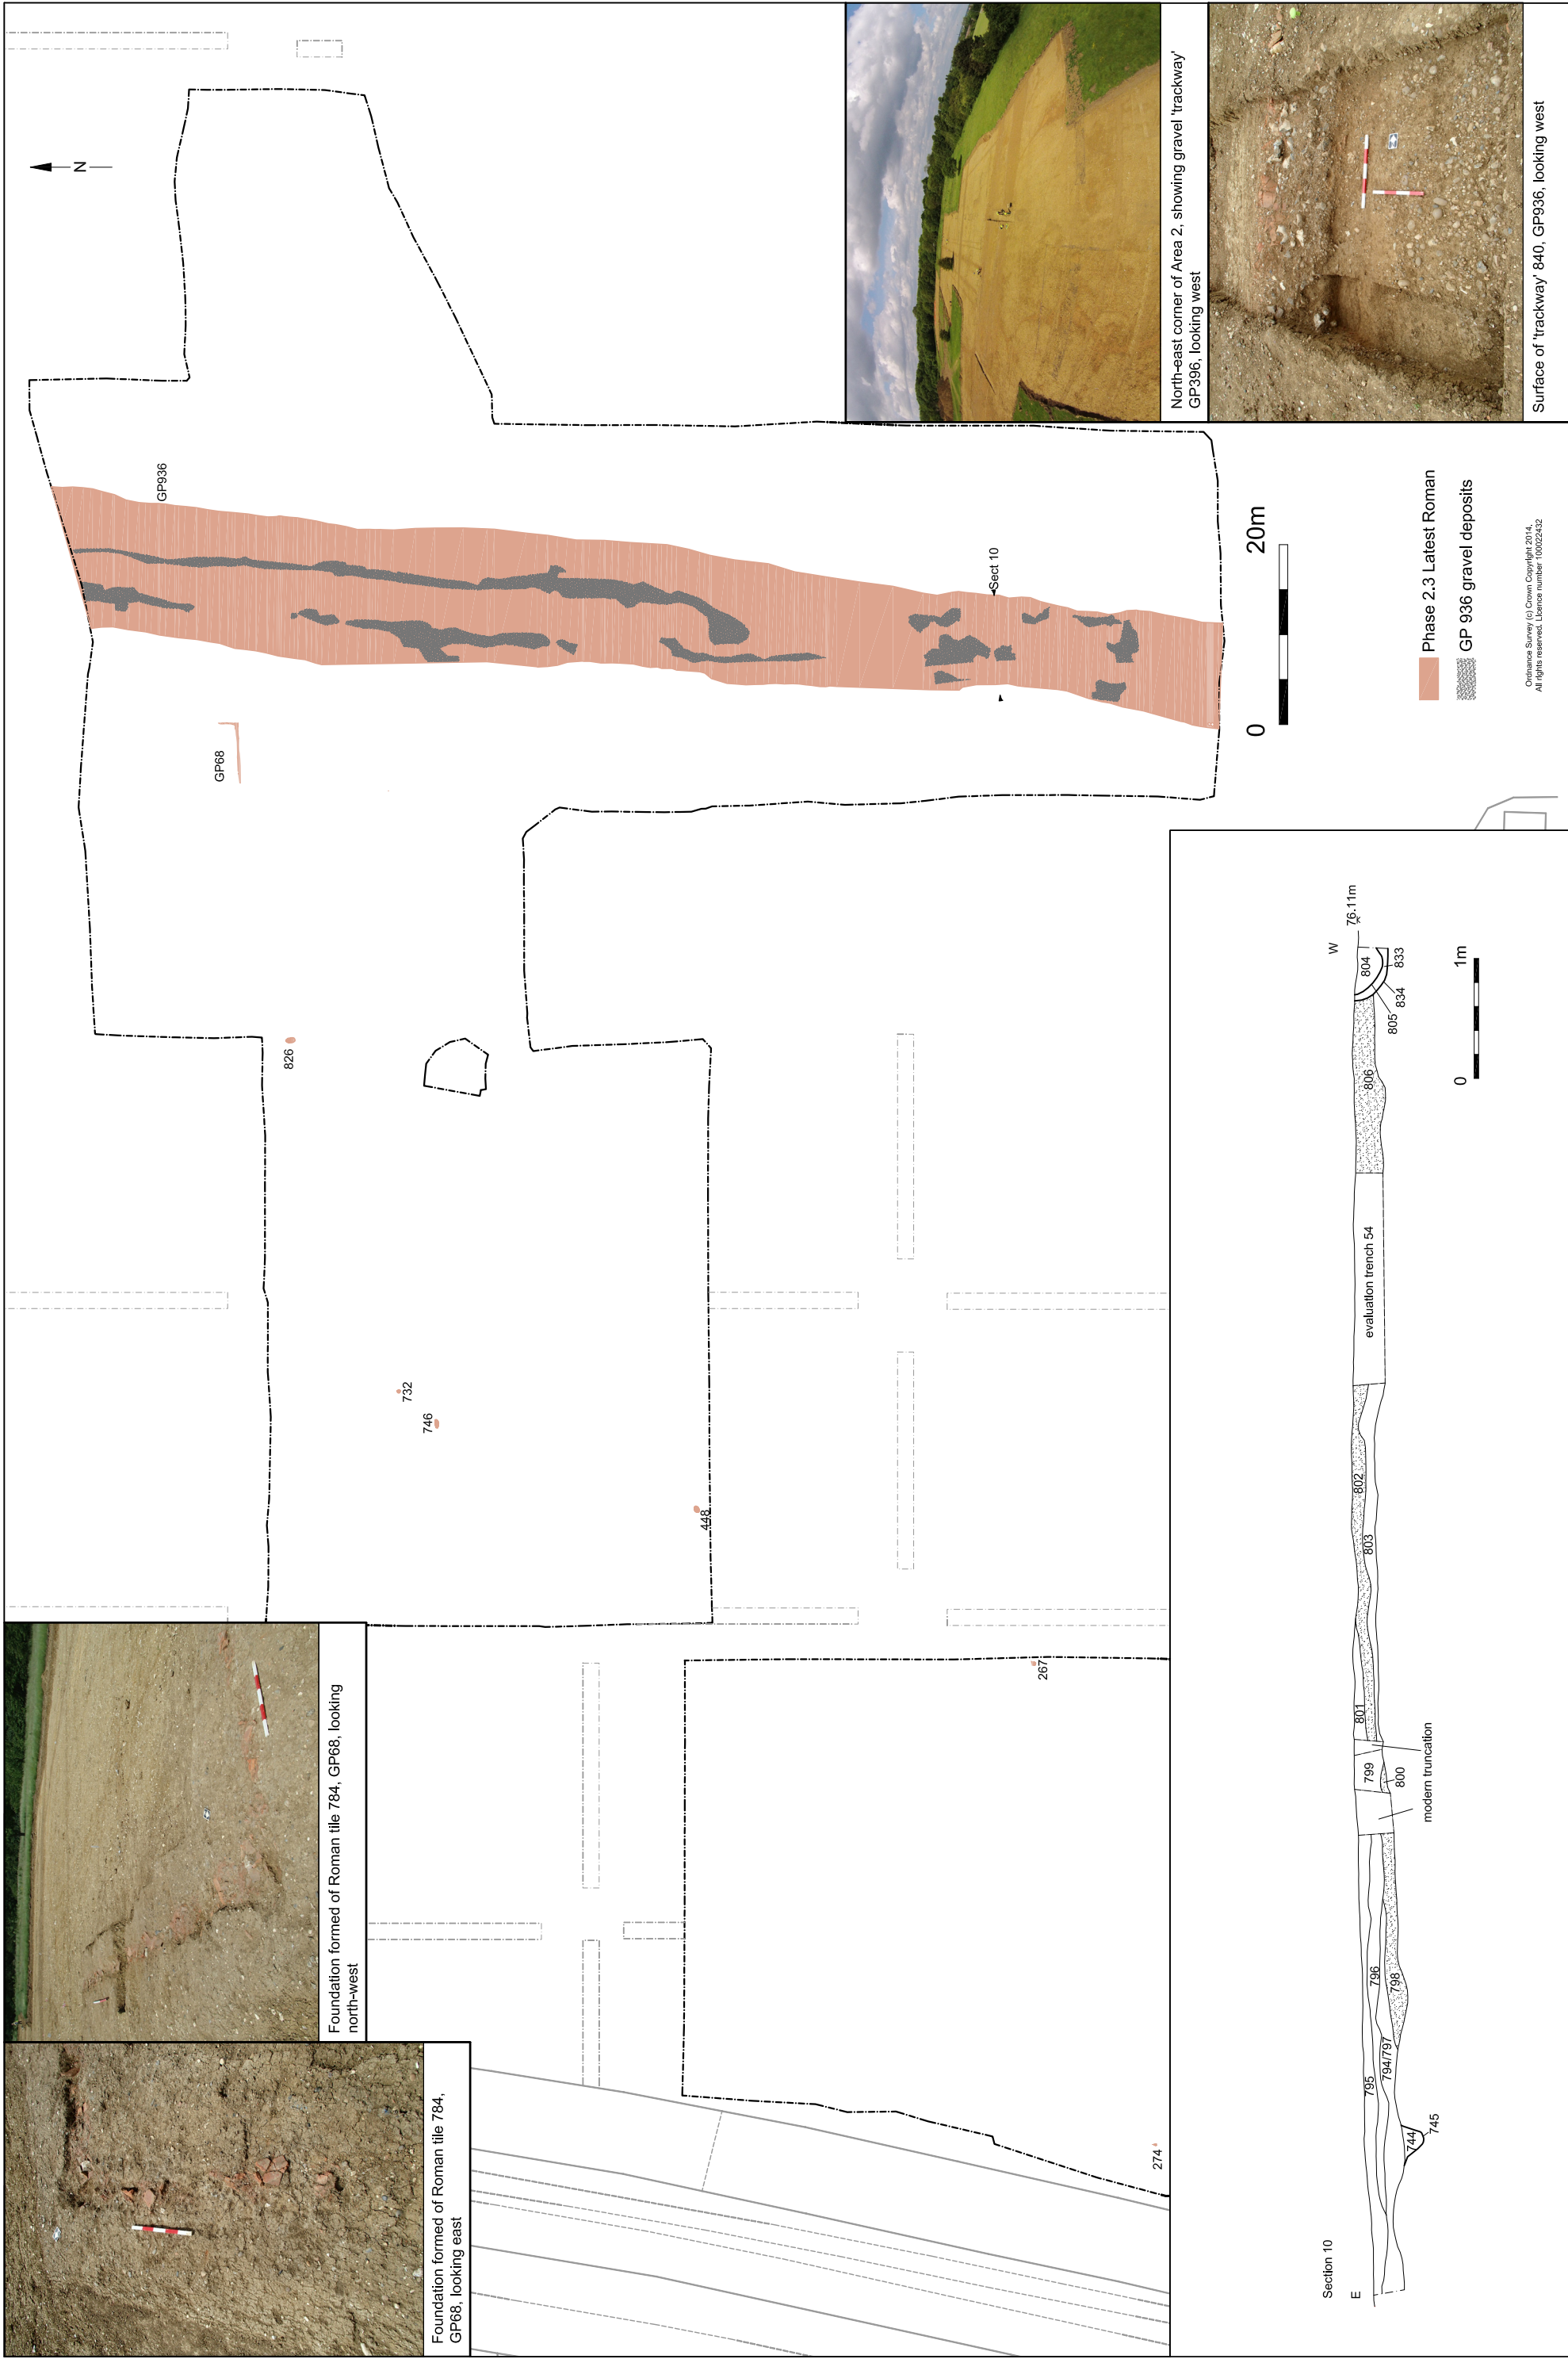 Foundation formed of Roman tile 784,
GP68, looking east
Foundation formed of Roman tile 784, GP68, looking
north-west
N
GP936
GP68
826
732
746
448
267
274
Sect 10
North-east corner of Area 2, showing gravel 'trackway'
GP396, looking west
Surface of 'trackway' 840, GP936, looking west
0
20m
Phase 2.3 Latest Roman
GP 936 gravel deposits
Ordnance Survey (c) Crown Copyright 2014,
All rights reserved. Licence number 100022432
Section 10
E
W
76.11m
795
796
794/797
798
744
745
799
800
modern truncation
801
802
803
evaluation trench 54
806
804
805
834
833
0
1m